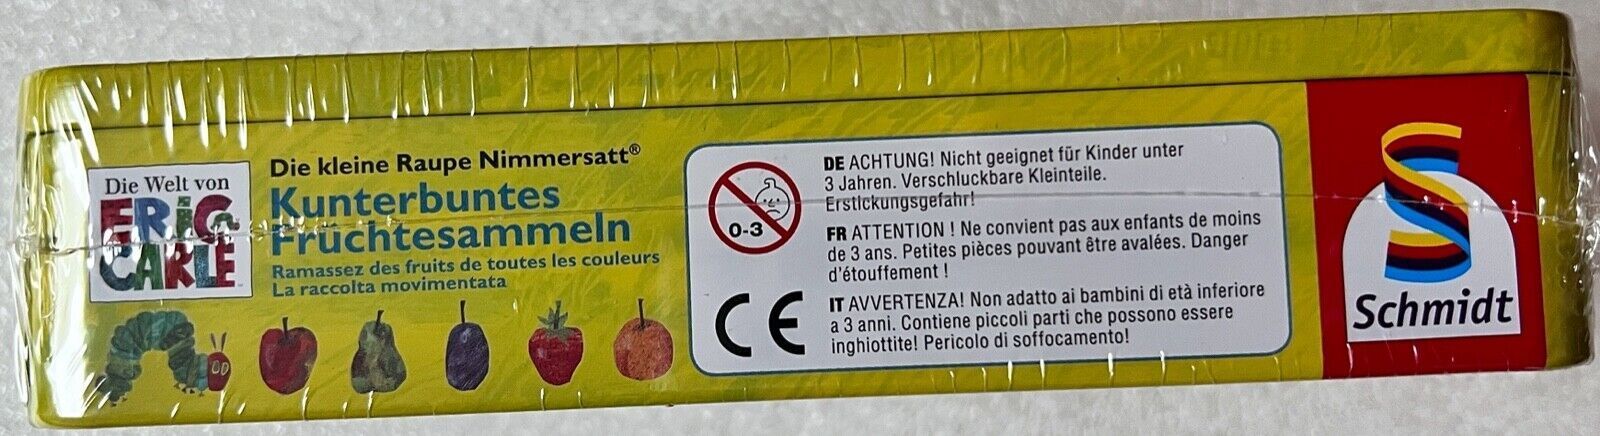 Die Welt von
ERIC
CARLE
Die kleine Raupe Nimmersatt®
Kunterbuntes
Früchtesammeln
Ramassez des fruits de toutes les couleurs
La raccolta movimentata
0-3
CE
DE ACHTUNG! Nicht geeignet für Kinder unter
3 Jahren. Verschluckbare Kleinteile.
Erstickungsgefahr!
FR ATTENTION ! Ne convient pas aux enfants de moins
de 3 ans. Petites pièces pouvant être avalées. Danger
d'étouffement !
IT AVVERTENZA! Non adatto ai bambini di età inferiore
a 3 anni. Contiene piccoli parti che possono essere
inghiottite! Pericolo di soffocamento!
S
Schmidt